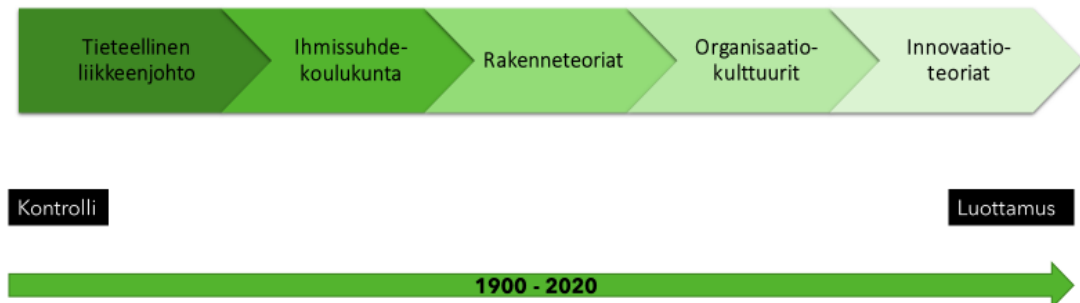 Tieteellinen
liikkeenjohto
Ihmissuhde-
koulukunta
Rakenneteoriat
Organisaatio-
kulttuurit
Innovaatio-
teoriat
Kontrolli
Luottamus
1900 - 2020